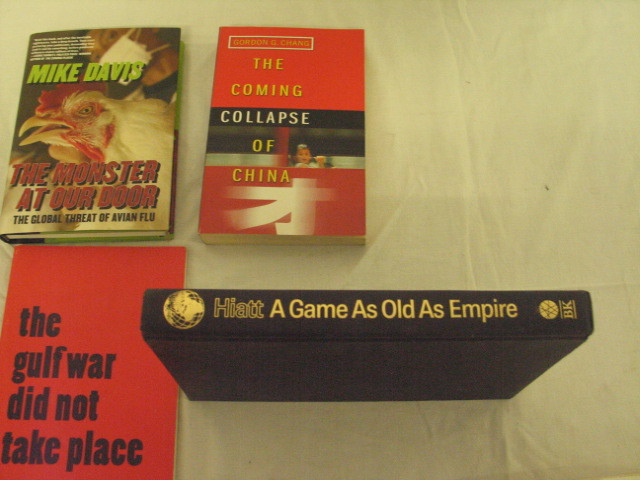 MIKE DAVIS
THE MONSTER
AT OUR DOOR
THE GLOBAL THREAT OF AVIAN FLU
GORDON G. CHANG
THE
COMING
COLLAPSE
OF
CHINA
the
gulf war
did not
take place
Hiatt A Game As Old As Empire
BK